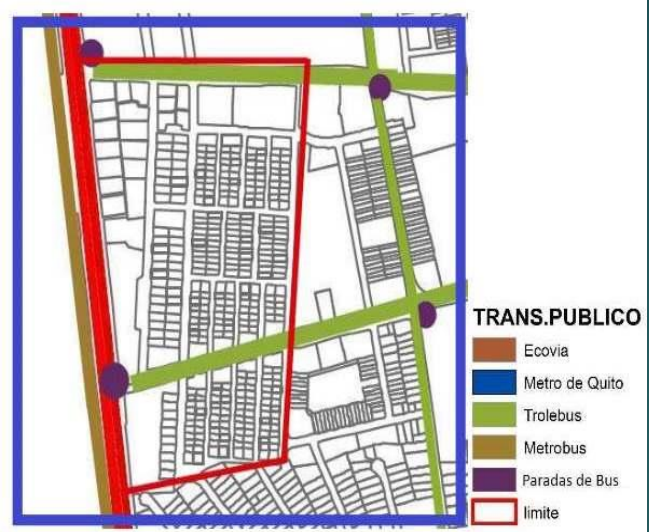 TRANS.PUBLICO
Ecovia
Metro de Quito
Trolebus
Metrobus
Paradas de Bus
limite